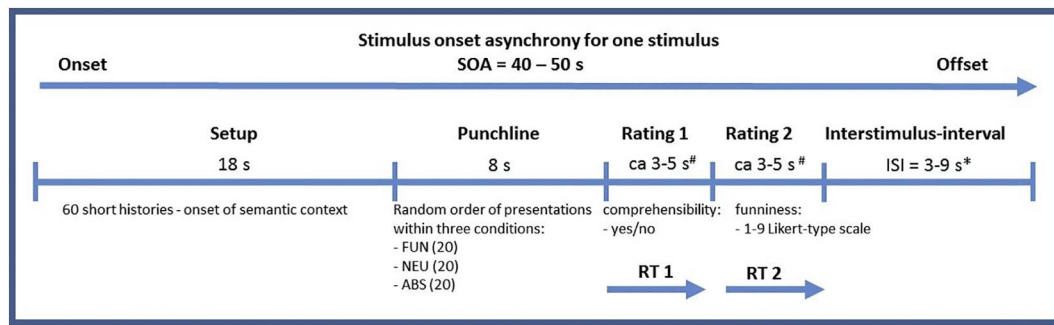 Stimulus onset asynchrony for one stimulus
Onset
SOA = 40 – 50 s
Offset
Setup
Punchline
Rating 1
Rating 2
Interstimulus-interval
18 s
8 s
ca 3-5 s#
ca 3-5 s#
ISI = 3-9 s*
60 short histories - onset of semantic context
Random order of presentations
within three conditions:
- FUN (20)
- NEU (20)
- ABS (20)
comprehensibility:
- yes/no
funniness:
- 1-9 Likert-type scale
RT 1
RT 2